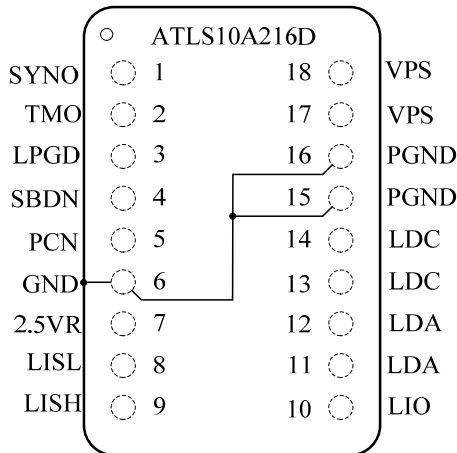 ATLS10A216D
SYNO 1 18 VPS
TMO 2 17 VPS
LPGD 3 16 PGND
SBDN 4 15 PGND
PCN 5 14 LDC
GND 6 13 LDC
2.5VR 7 12 LDA
LISL 8 11 LDA
LISH 9 10 LIO